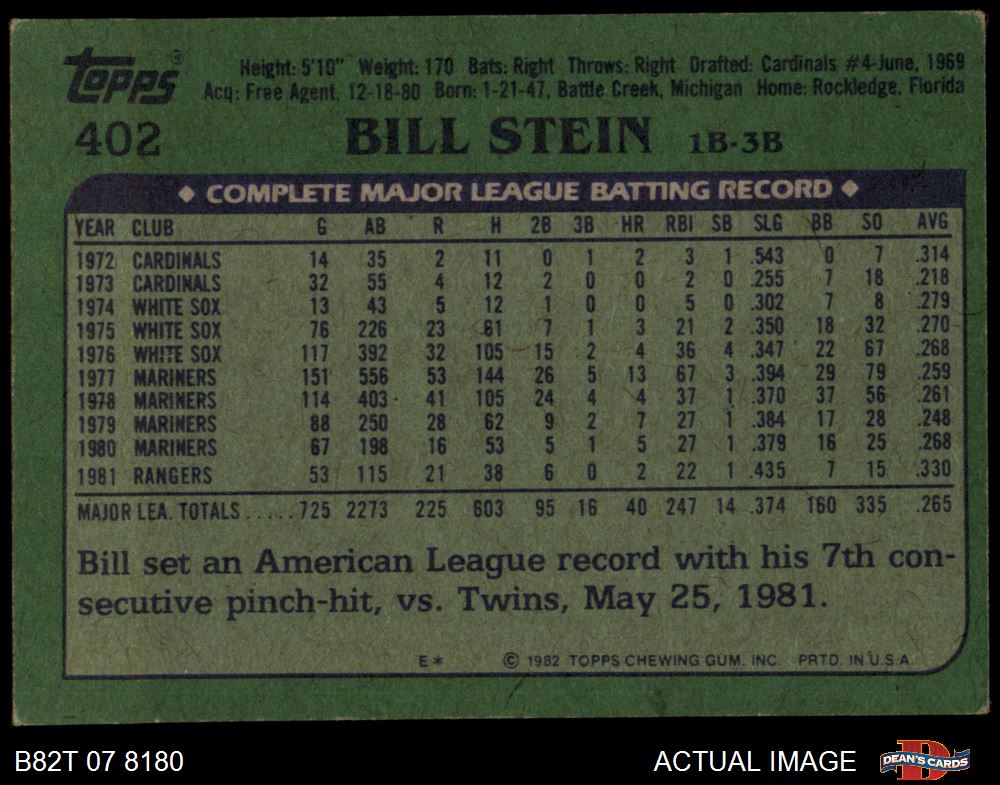 topps®
Height: 5'10" Weight: 170 Bats: Right Throws: Right Drafted: Cardinals #4-June, 1969
Acq: Free Agent, 12-18-80 Born: 1-21-47, Battle Creek, Michigan Home: Rockledge, Florida
402 BILL STEIN 1B-3B
◆ COMPLETE MAJOR LEAGUE BATTING RECORD ◆
YEAR CLUB G AB R H 2B 3B HR RBI SB SLG BB SO AVG
1972 CARDINALS 14 35 2 11 0 1 2 3 1 .543 0 7 .314
1973 CARDINALS 32 55 4 12 2 0 0 2 0 .255 7 18 .218
1974 WHITE SOX 13 43 5 12 1 0 0 5 0 .302 7 8 .279
1975 WHITE SOX 76 226 23 61 7 1 3 21 2 .350 18 32 .270
1976 WHITE SOX 117 392 32 105 15 2 4 36 4 .347 22 67 .268
1977 MARINERS 151 556 53 144 26 5 13 67 3 .394 29 79 .259
1978 MARINERS 114 403 41 105 24 4 4 37 1 .370 37 56 .261
1979 MARINERS 88 250 28 62 9 2 7 27 1 .384 17 28 .248
1980 MARINERS 67 198 16 53 5 1 5 27 1 .379 16 25 .268
1981 RANGERS 53 115 21 38 6 0 2 22 1 .435 7 15 .330
MAJOR LEA. TOTALS.....725 2273 225 603 95 16 40 247 14 .374 160 335 .265
Bill set an American League record with his 7th con-
secutive pinch-hit, vs. Twins, May 25, 1981.
E* © 1982 TOPPS CHEWING GUM, INC. PRTD. IN U.S.A.
B82T 07 8180 ACTUAL IMAGE DEAN'S CARDS